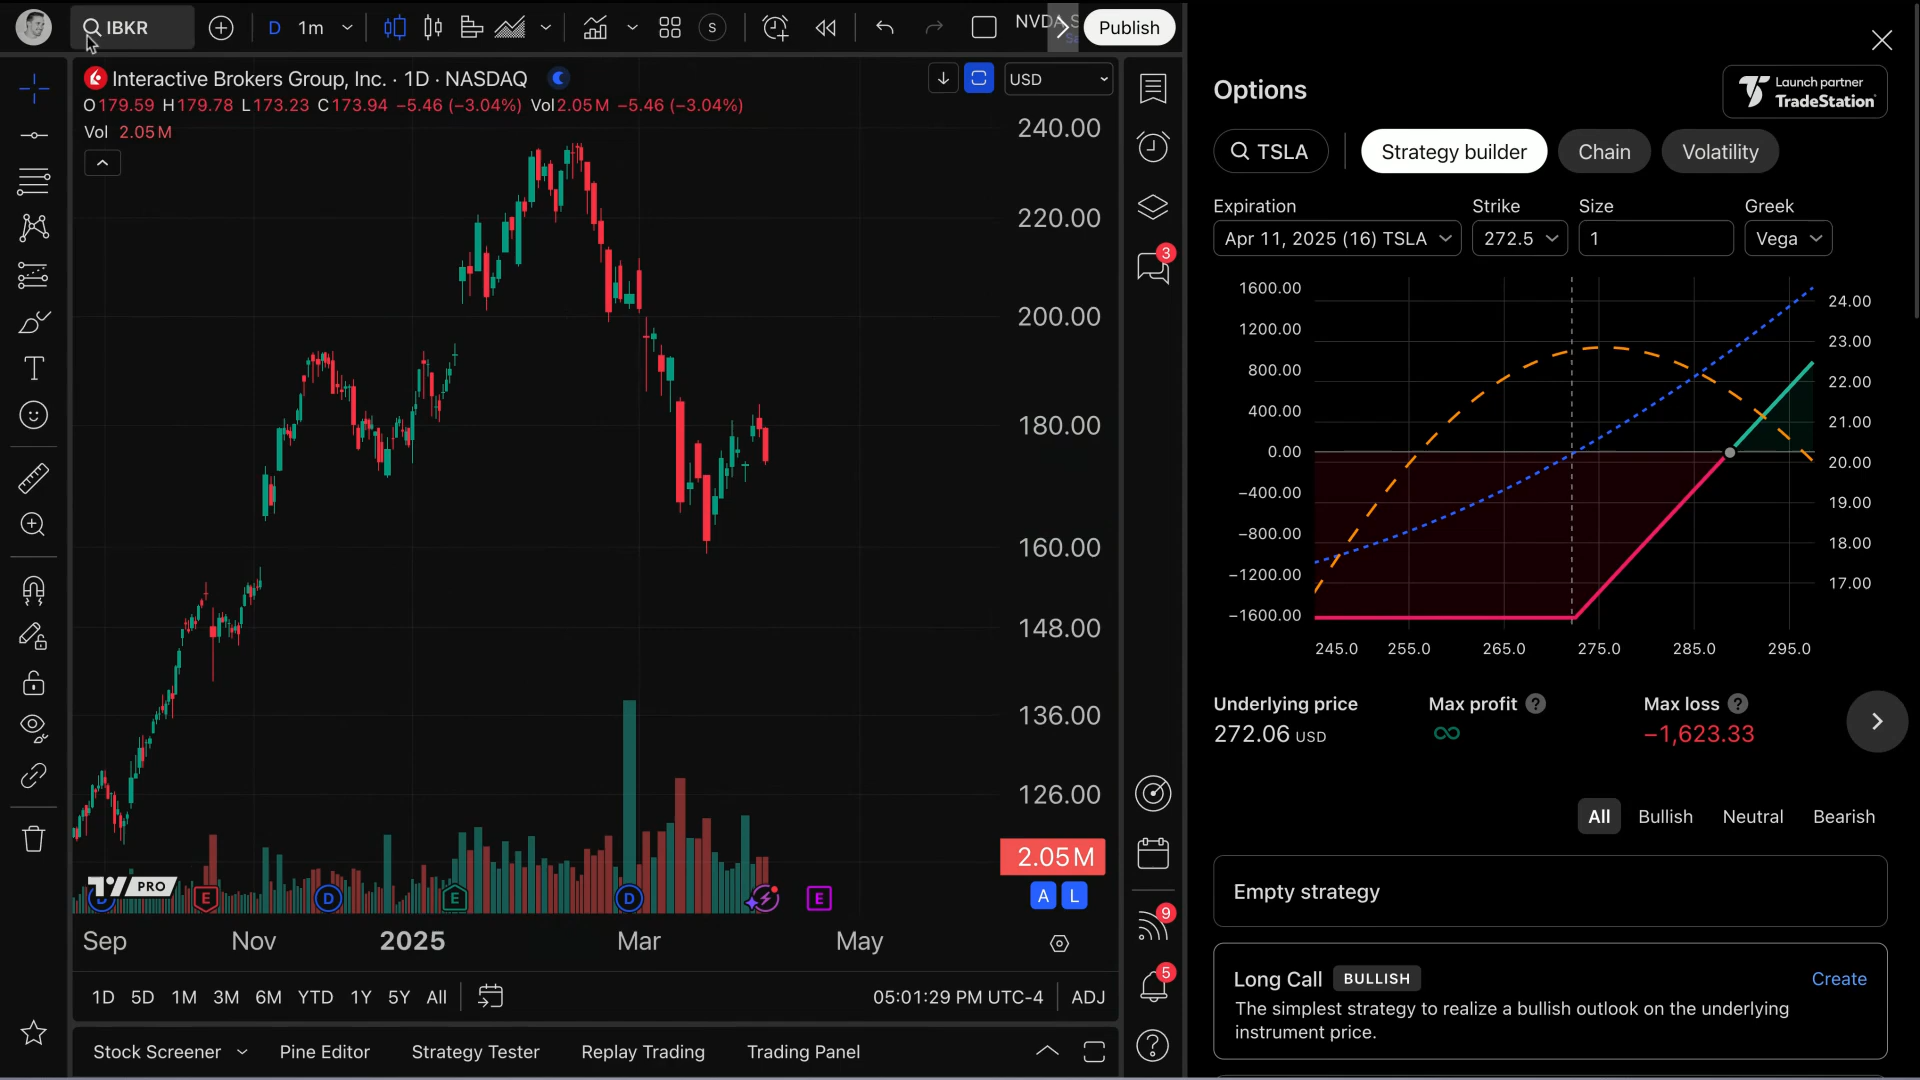 IBKR
D 1m
S
NVDA S
Publish
Interactive Brokers Group, Inc. · 1D · NASDAQ
USD
O179.59 H179.78 L173.23 C173.94 −5.46 (−3.04%) Vol2.05M −5.46 (−3.04%)
Vol 2.05M
240.00
220.00
200.00
180.00
160.00
148.00
136.00
126.00
2.05M
A L
PRO
D E D E D E
Sep Nov 2025 Mar May
1D 5D 1M 3M 6M YTD 1Y 5Y All
05:01:29 PM UTC-4 ADJ
Stock Screener Pine Editor Strategy Tester Replay Trading Trading Panel
3
9
5
Options
Launch partner
TradeStation
TSLA Strategy builder Chain Volatility
Expiration Strike Size Greek
Apr 11, 2025 (16) TSLA 272.5 1 Vega
1600.00
1200.00
800.00
400.00
0.00
−400.00
−800.00
−1200.00
−1600.00
24.00
23.00
22.00
21.00
20.00
19.00
18.00
17.00
245.0 255.0 265.0 275.0 285.0 295.0
Underlying price Max profit ? Max loss ?
272.06 USD ∞ −1,623.33
All Bullish Neutral Bearish
Empty strategy
Long Call BULLISH Create
The simplest strategy to realize a bullish outlook on the underlying
instrument price.